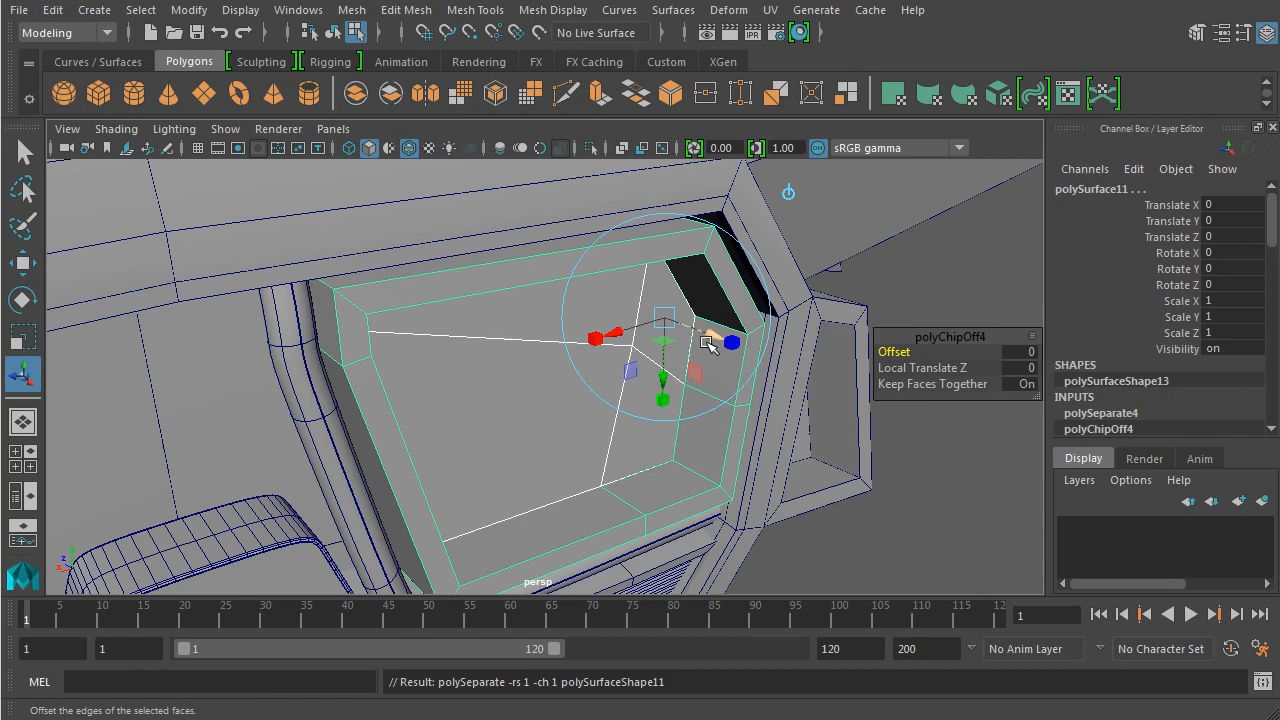 File Edit Create Select Modify Display Windows Mesh Edit Mesh Mesh Tools Mesh Display Curves Surfaces Deform UV Generate Cache Help
Modeling No Live Surface
Curves / Surfaces Polygons Sculpting Rigging Animation Rendering FX FX Caching Custom XGen
View Shading Lighting Show Renderer Panels
0.00 1.00 sRGB gamma
Channel Box / Layer Editor
Channels Edit Object Show
polySurface11 . . .
Translate X 0
Translate Y 0
Translate Z 0
Rotate X 0
Rotate Y 0
Rotate Z 0
Scale X 1
Scale Y 1
Scale Z 1
Visibility on
SHAPES
polySurfaceShape13
INPUTS
polySeparate4
polyChipOff4
polyChipOff4
Offset 0
Local Translate Z 0
Keep Faces Together On
Display Render Anim
Layers Options Help
persp
z
x
5 10 15 20 25 30 35 40 45 50 55 60 65 70 75 80 85 90 95 100 105 110 115 12
1
1
1 1 1 120 120 200 No Anim Layer No Character Set
MEL // Result: polySeparate -rs 1 -ch 1 polySurfaceShape11
Offset the edges of the selected faces.